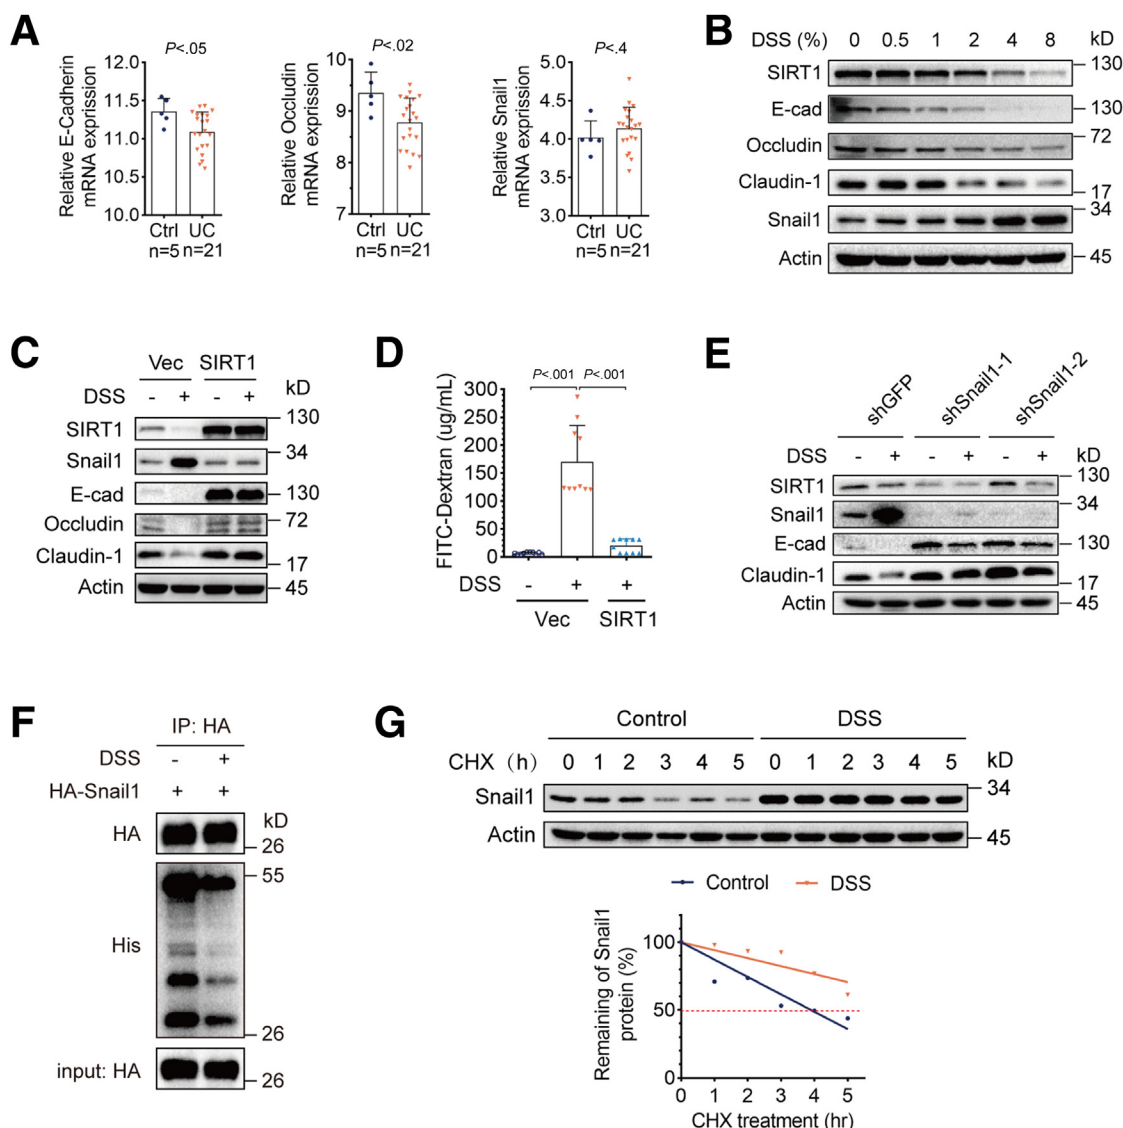 A
P<.05
Relative E-Cadherin
mRNA exprission
12.0
11.5
11.0
10.5
10.0
Ctrl UC
n=5 n=21
P<.02
Relative Occludin
mRNA exprission
10
9
8
7
Ctrl UC
n=5 n=21
P<.4
Relative Snail1
mRNA exprission
5.0
4.5
4.0
3.5
3.0
Ctrl UC
n=5 n=21
B
DSS (%) 0 0.5 1 2 4 8 kD
SIRT1 130
E-cad 130
Occludin 72
Claudin-1 17
Snail1 34
Actin 45
C
Vec SIRT1
DSS - + - + kD
SIRT1 130
Snail1 34
E-cad 130
Occludin 72
Claudin-1 17
Actin 45
D
P<.001 P<.001
FITC-Dextran (ug/mL)
300
250
200
150
100
50
0
DSS - + +
Vec SIRT1
E
shGFP shSnail1-1 shSnail1-2
DSS - + - + - + kD
SIRT1 130
Snail1 34
E-cad 130
Claudin-1 17
Actin 45
F
IP: HA
DSS - +
HA-Snail1 + + kD
HA 26
55
His
26
input: HA 26
G
Control DSS
CHX (h) 0 1 2 3 4 5 0 1 2 3 4 5 kD
Snail1 34
Actin 45
Control DSS
Remaining of Snail1
protein (%)
100
50
0
0 1 2 3 4 5
CHX treatment (hr)